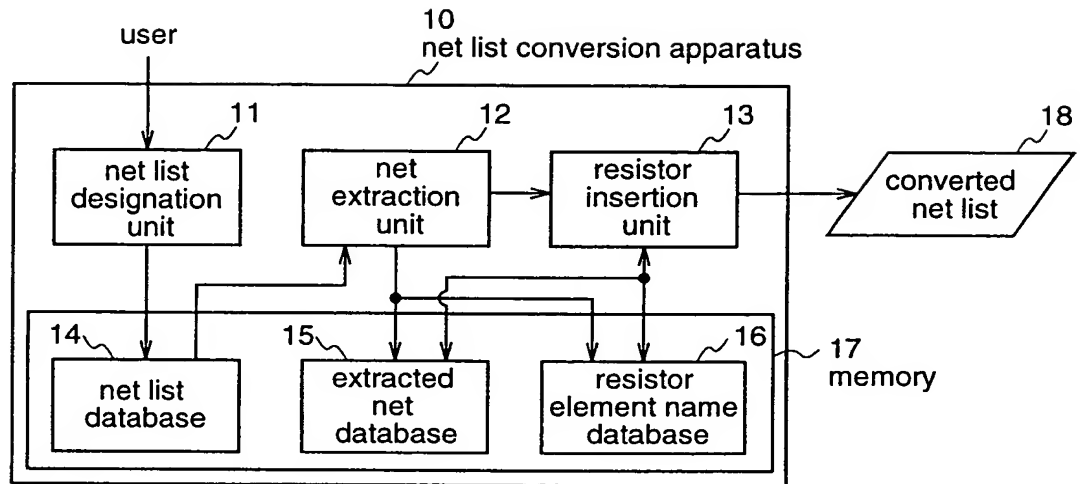 10
user
net list conversion apparatus
11
12
13
18
net list
designation
unit
net
extraction
unit
resistor
insertion
unit
converted
net list
14
15
16
17
memory
net list
database
extracted
net
database
resistor
element name
database